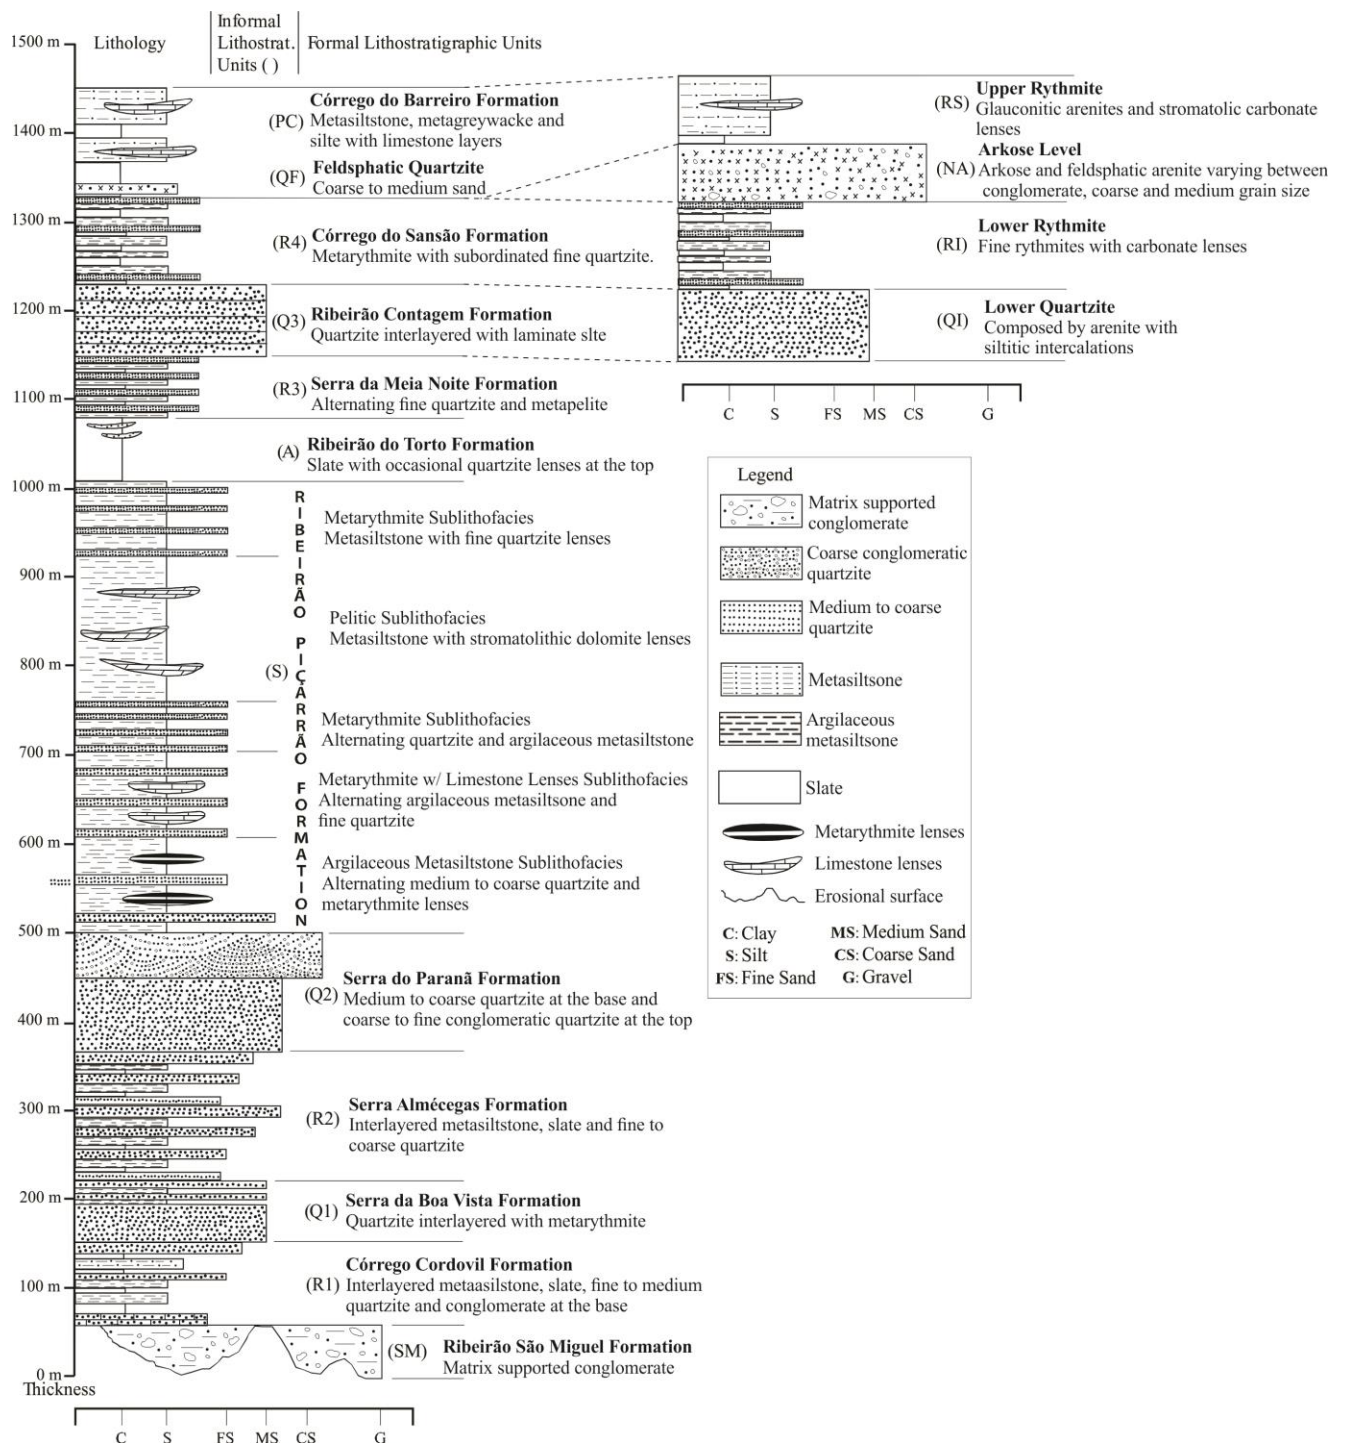 Lithology
Informal
Lithostrat.
Units ( )
Formal Lithostratigraphic Units
1500 m
1400 m
1300 m
1200 m
1100 m
1000 m
900 m
800 m
700 m
600 m
500 m
400 m
300 m
200 m
100 m
0 m
Thickness
(PC)
Córrego do Barreiro Formation
Metasiltstone, metagreywacke and
silte with limestone layers
(QF)
Feldsphatic Quartzite
Coarse to medium sand
(R4)
Córrego do Sansão Formation
Metarythmite with subordinated fine quartzite.
(Q3)
Ribeirão Contagem Formation
Quartzite interlayered with laminate slte
(R3)
Serra da Meia Noite Formation
Alternating fine quartzite and metapelite
(A)
Ribeirão do Torto Formation
Slate with occasional quartzite lenses at the top
(S)
RIBEIRÃO PIÇARRÃO FORMATION
Metarythmite Sublithofacies
Metasiltstone with fine quartzite lenses
Pelitic Sublithofacies
Metasiltstone with stromatolithic dolomite lenses
Metarythmite Sublithofacies
Alternating quartzite and argilaceous metasiltstone
Metarythmite w/ Limestone Lenses Sublithofacies
Alternating argilaceous metasiltsone and
fine quartzite
Argilaceous Metasiltstone Sublithofacies
Alternating medium to coarse quartzite and
metarythmite lenses
(Q2)
Serra do Paranã Formation
Medium to coarse quartzite at the base and
coarse to fine conglomeratic quartzite at the top
(R2)
Serra Almécegas Formation
Interlayered metasiltstone, slate and fine to
coarse quartzite
(Q1)
Serra da Boa Vista Formation
Quartzite interlayered with metarythmite
(R1)
Córrego Cordovil Formation
Interlayered metaasilstone, slate, fine to medium
quartzite and conglomerate at the base
(SM)
Ribeirão São Miguel Formation
Matrix supported conglomerate
C S FS MS CS G
(RS)
Upper Rythmite
Glauconitic arenites and stromatolic carbonate
lenses
(NA)
Arkose Level
Arkose and feldsphatic arenite varying between
conglomerate, coarse and medium grain size
(RI)
Lower Rythmite
Fine rythmites with carbonate lenses
(QI)
Lower Quartzite
Composed by arenite with
siltitic intercalations
C S FS MS CS G
Legend
Matrix supported
conglomerate
Coarse conglomeratic
quartzite
Medium to coarse
quartzite
Metasiltsone
Argilaceous
metasiltsone
Slate
Metarythmite lenses
Limestone lenses
Erosional surface
C: Clay MS: Medium Sand
S: Silt CS: Coarse Sand
FS: Fine Sand G: Gravel